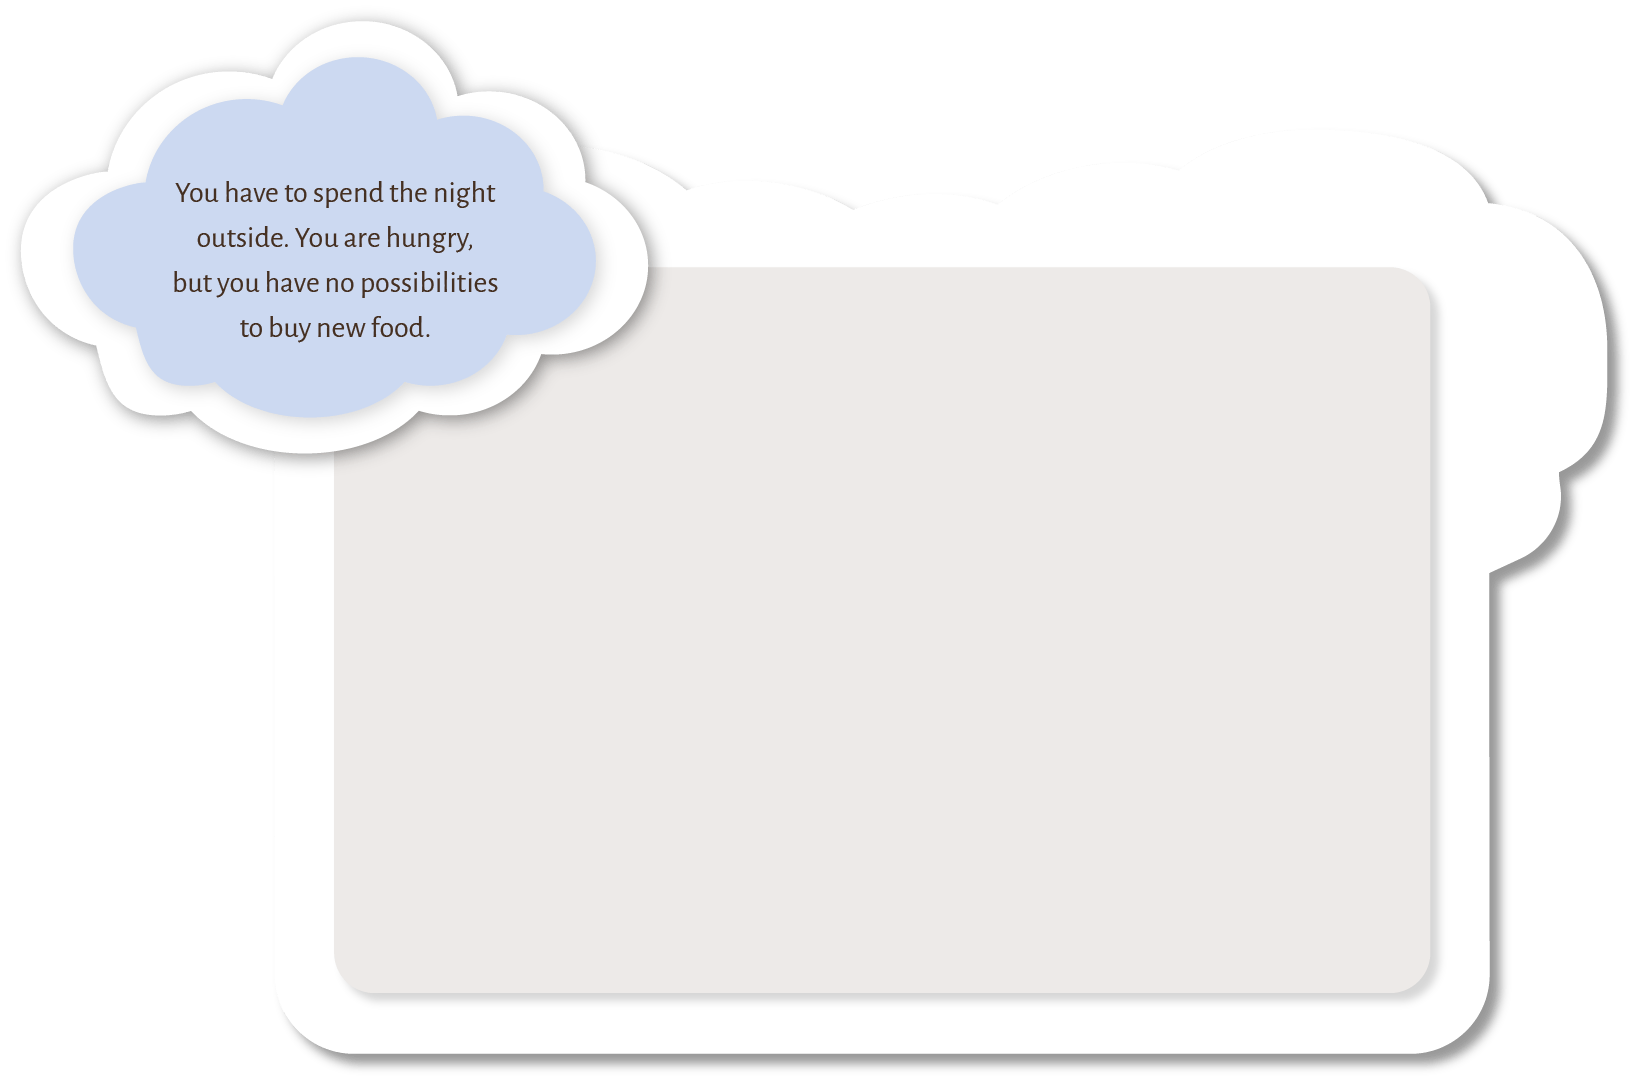 You have to spend the night
outside. You are hungry,
but you have no possibilities
to buy new food.